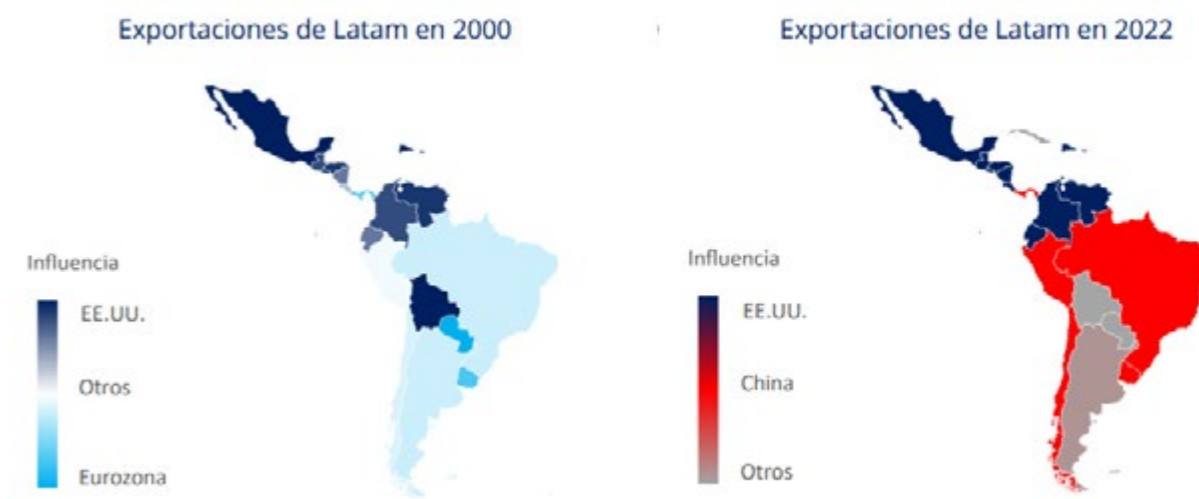 Exportaciones de Latam en 2000
Influencia
EE.UU.
Otros
Eurozona
Exportaciones de Latam en 2022
Influencia
EE.UU.
China
Otros